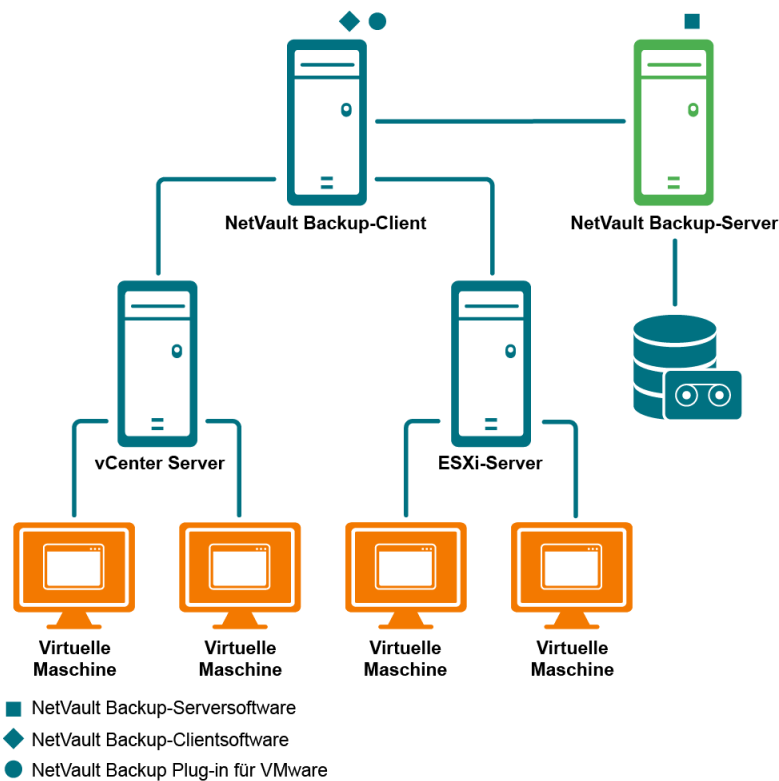 NetVault Backup-Client
NetVault Backup-Server
vCenter Server
ESXi-Server
Virtuelle
Maschine
Virtuelle
Maschine
Virtuelle
Maschine
Virtuelle
Maschine
NetVault Backup-Serversoftware
NetVault Backup-Clientsoftware
NetVault Backup Plug-in für VMware